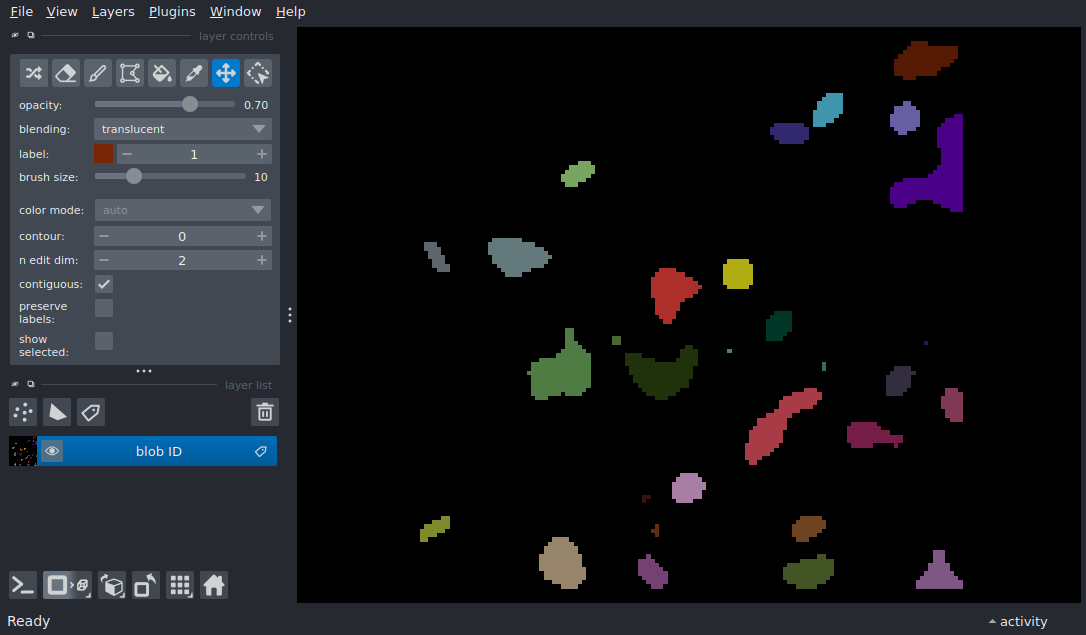 File View Layers Plugins Window Help
layer controls
opacity: 0.70
blending: translucent
label: 1
brush size: 10
color mode: auto
contour: 0
n edit dim: 2
contiguous:
preserve
labels:
show
selected:
layer list
blob ID
Ready
activity